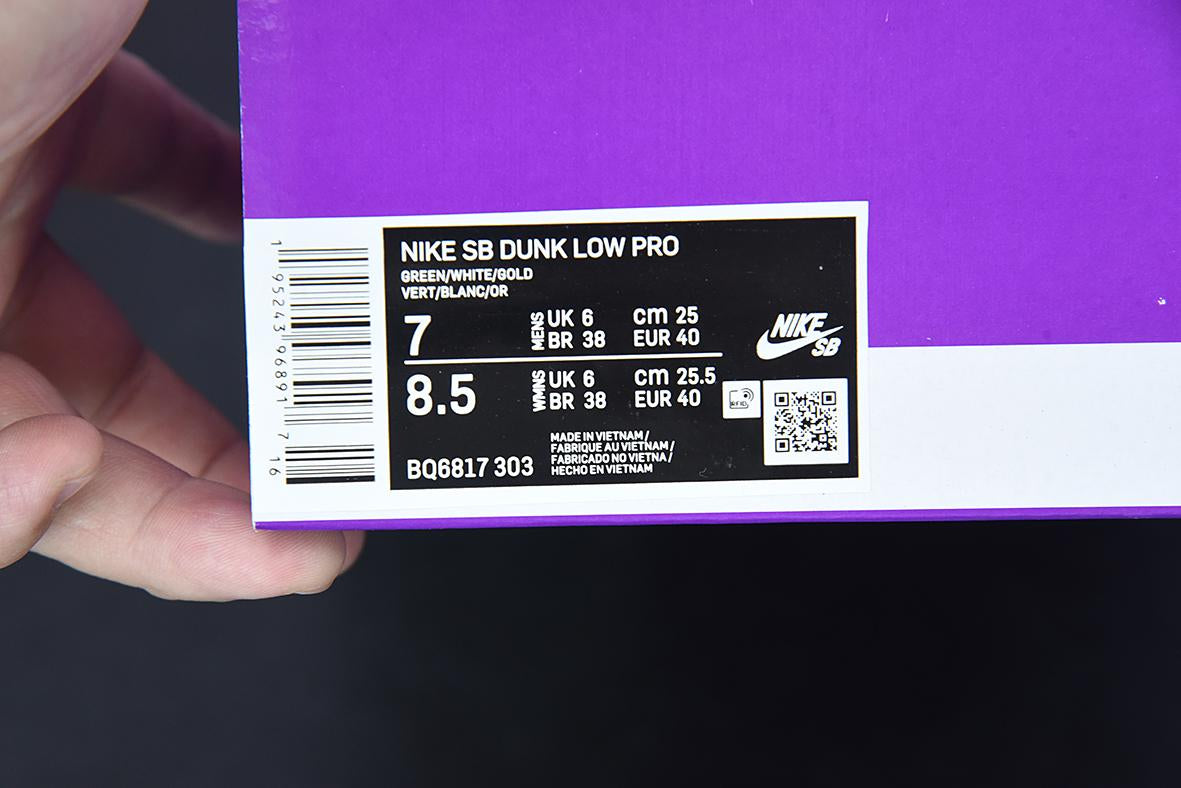 1 95243 96891 7 16
NIKE SB DUNK LOW PRO
GREEN/WHITE/GOLD
VERT/BLANC/OR
7
MENS
UK 6 cm 25
BR 38 EUR 40
8.5
WMNS
UK 6 cm 25.5
BR 38 EUR 40
NIKE
SB
RFID
BQ6817 303
MADE IN VIETNAM/
FABRIQUE AU VIETNAM/
FABRICADO NO VIETNA/
HECHO EN VIETNAM